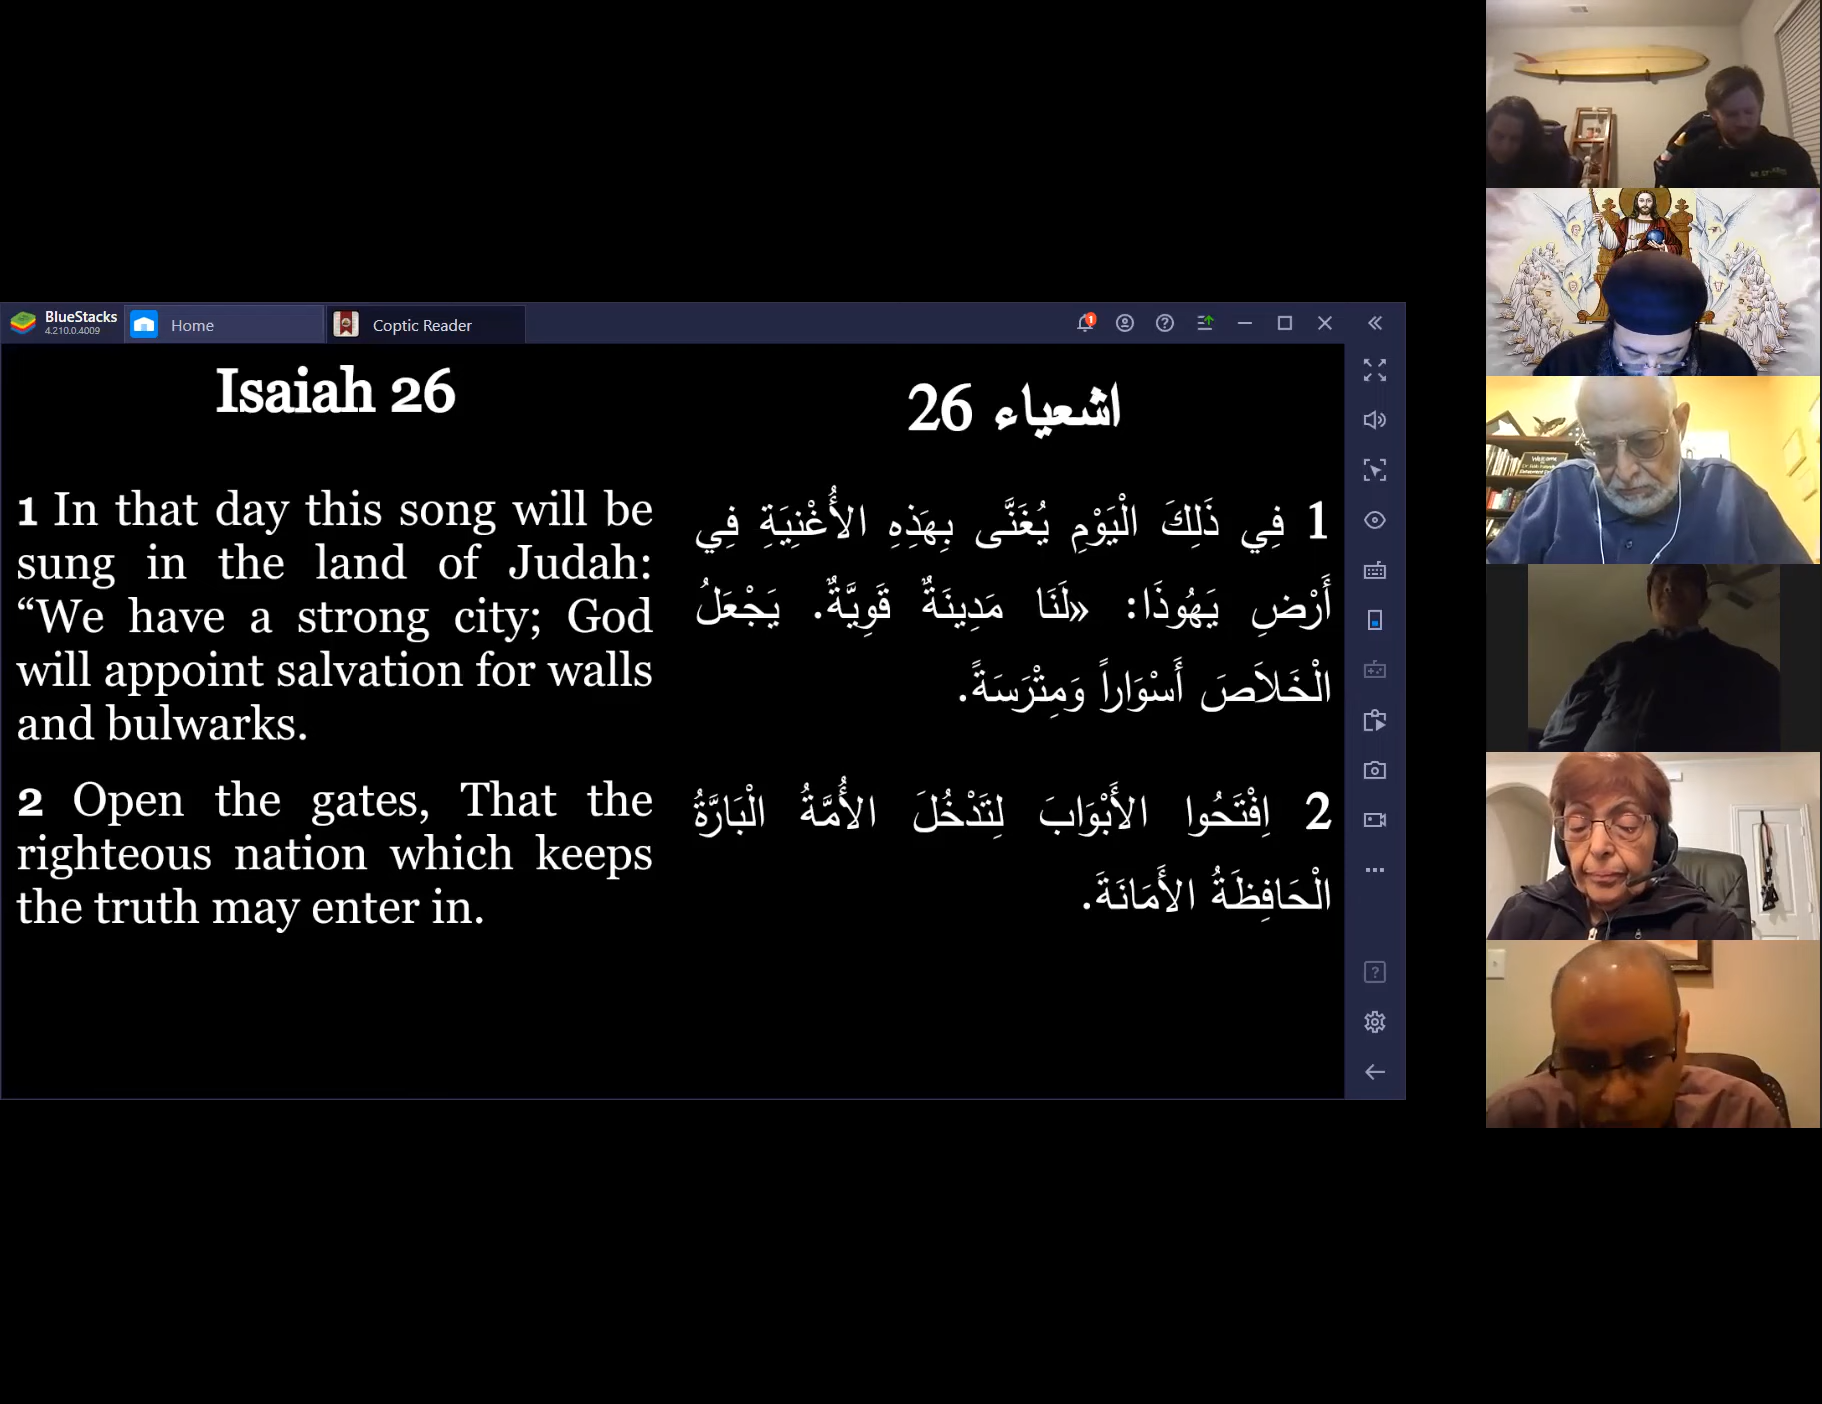 BlueStacks
4.210.0.4009
Home
Coptic Reader
1
Isaiah 26
1 In that day this song will be
sung in the land of Judah:
“We have a strong city; God
will appoint salvation for walls
and bulwarks.
2 Open the gates, That the
righteous nation which keeps
the truth may enter in.
اشعياء 26
1 فِي ذَلِكَ الْيَوْمِ يُغَنَّى بِهَذِهِ الأُغْنِيَةِ فِي
أَرْضِ يَهُوذَا: «لَنَا مَدِينَةٌ قَوِيَّةٌ. يَجْعَلُ
الْخَلاَصَ أَسْوَاراً وَمِتْرَسَةً.
2 اِفْتَحُوا الأَبْوَابَ لِتَدْخُلَ الأُمَّةُ الْبَارَّةُ
الْحَافِظَةُ الأَمَانَةَ.
Welcome